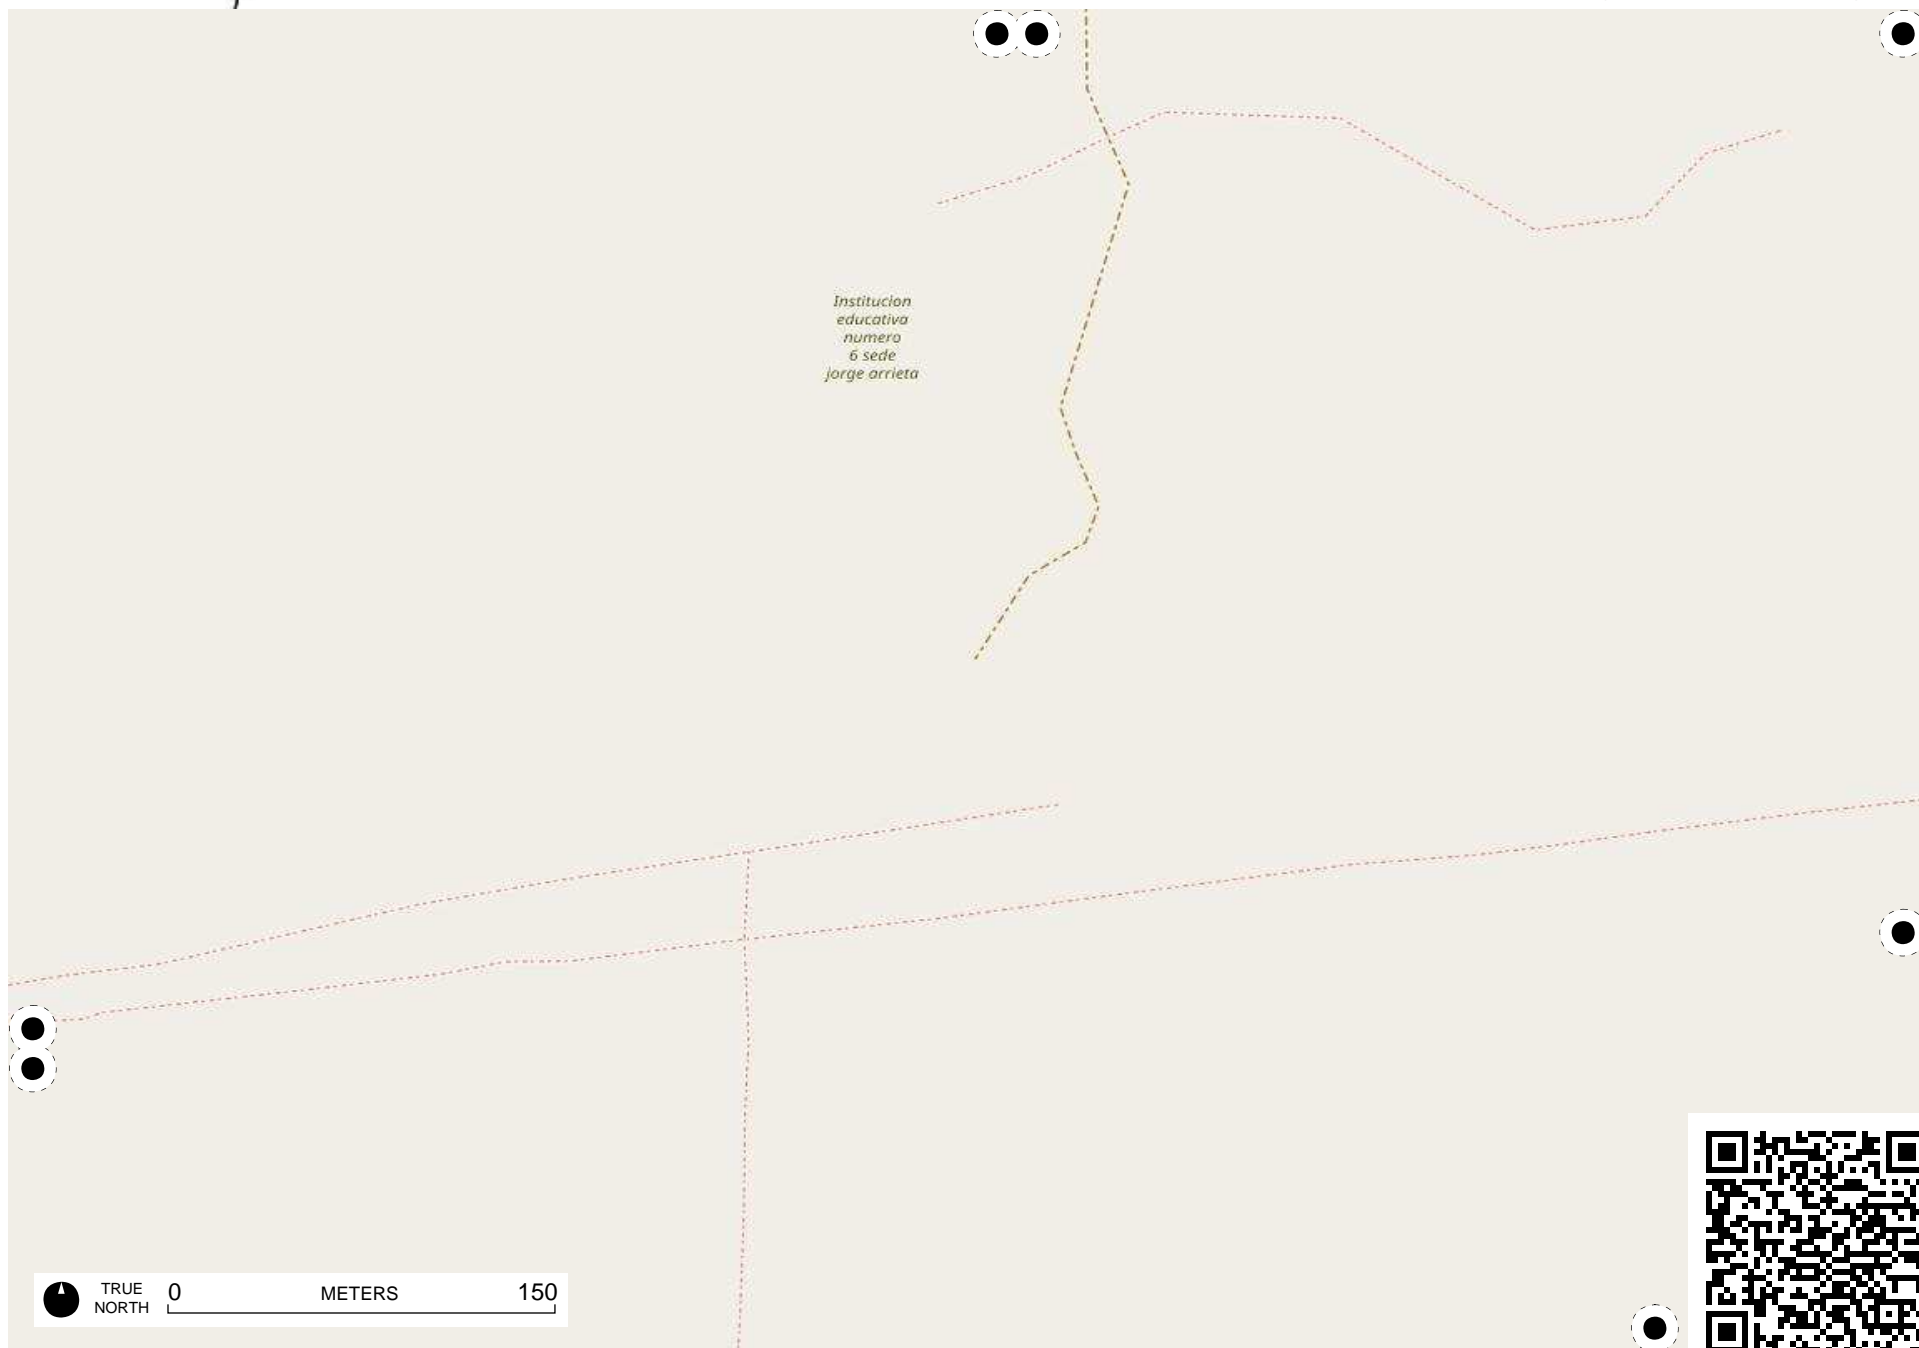 Institucion
educativa
numero
6 sede
jorge arrieta
TRUE
NORTH
0 METERS 150